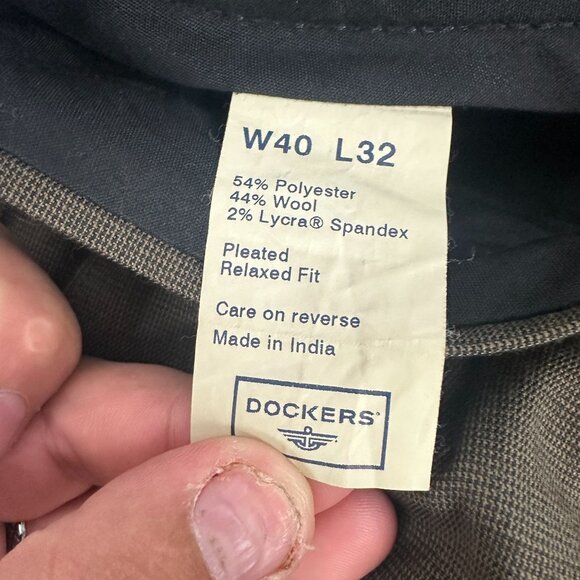 W40 L32
54% Polyester
44% Wool
2% Lycra® Spandex
Pleated
Relaxed Fit
Care on reverse
Made in India
DOCKERS®